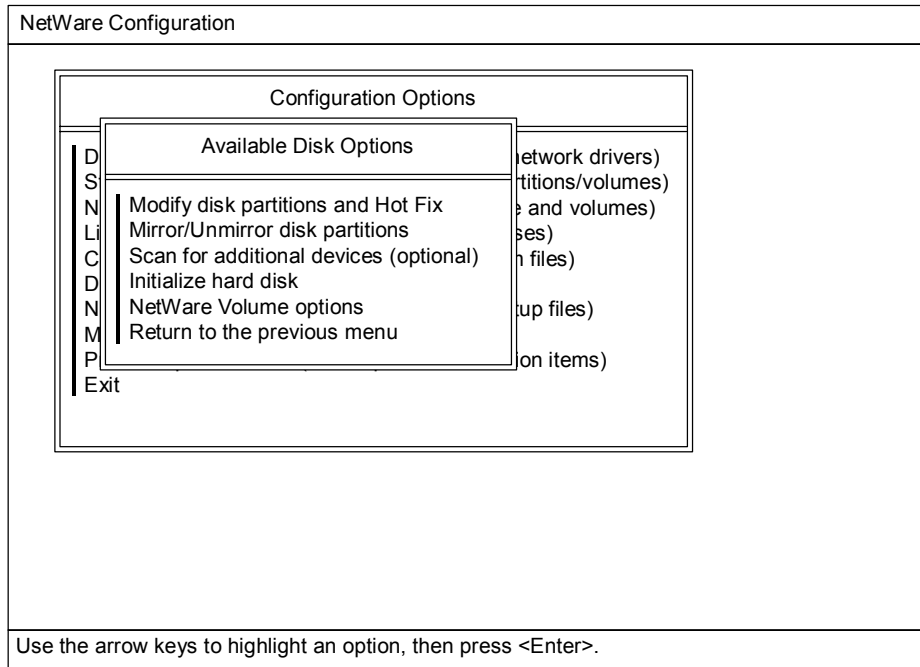 NetWare Configuration
Configuration Options
Available Disk Options
D
etwork drivers)
S
titions/volumes)
N
Modify disk partitions and Hot Fix
e and volumes)
Li
Mirror/Unmirror disk partitions
ses)
C
Scan for additional devices (optional)
files)
D
Initialize hard disk
N
NetWare Volume options
up files)
M
Return to the previous menu
P
ion items)
Exit
Use the arrow keys to highlight an option, then press <Enter>.